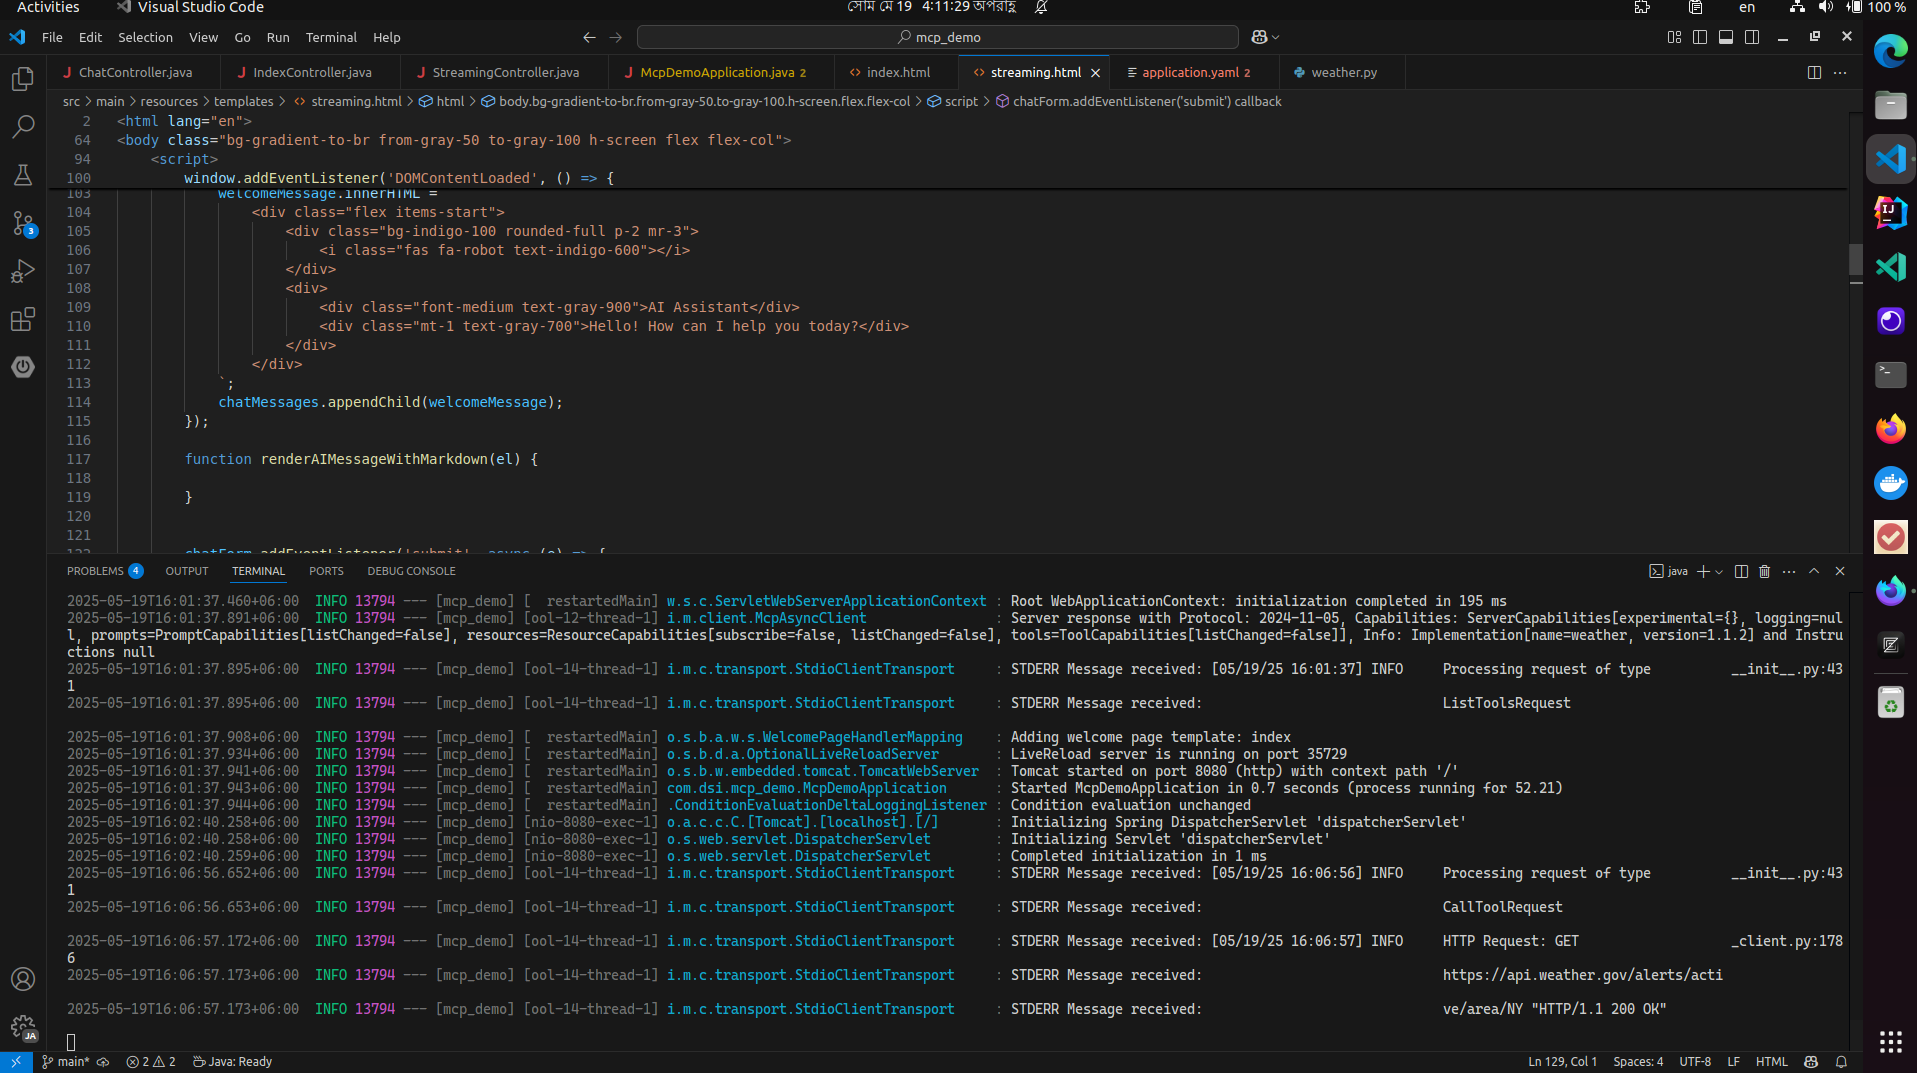 Activities
Visual Studio Code
সোম মে 19 4:11:29 অপরাহ্ণ
en
100 %
File Edit Selection View Go Run Terminal Help
mcp_demo
ChatController.java
IndexController.java
StreamingController.java
McpDemoApplication.java 2
index.html
streaming.html
application.yaml 2
weather.py
src > main > resources > templates > streaming.html > html > body.bg-gradient-to-br.from-gray-50.to-gray-100.h-screen.flex.flex-col > script > chatForm.addEventListener('submit') callback
2 <html lang="en">
64 <body class="bg-gradient-to-br from-gray-50 to-gray-100 h-screen flex flex-col">
94 <script>
100 window.addEventListener('DOMContentLoaded', () => {
103 welcomeMessage.innerHTML =
104 <div class="flex items-start">
105 <div class="bg-indigo-100 rounded-full p-2 mr-3">
106 <i class="fas fa-robot text-indigo-600"></i>
107 </div>
108 <div>
109 <div class="font-medium text-gray-900">AI Assistant</div>
110 <div class="mt-1 text-gray-700">Hello! How can I help you today?</div>
111 </div>
112 </div>
113 `;
114 chatMessages.appendChild(welcomeMessage);
115 });
116
117 function renderAIMessageWithMarkdown(el) {
118
119 }
120
121
122 chatForm.addEventListener('submit', async (e) => {
PROBLEMS 4 OUTPUT TERMINAL PORTS DEBUG CONSOLE
java
2025-05-19T16:01:37.460+06:00 INFO 13794 --- [mcp_demo] [ restartedMain] w.s.c.ServletWebServerApplicationContext : Root WebApplicationContext: initialization completed in 195 ms
2025-05-19T16:01:37.891+06:00 INFO 13794 --- [mcp_demo] [ool-12-thread-1] i.m.client.McpAsyncClient : Server response with Protocol: 2024-11-05, Capabilities: ServerCapabilities[experimental={}, logging=nul
l, prompts=PromptCapabilities[listChanged=false], resources=ResourceCapabilities[subscribe=false, listChanged=false], tools=ToolCapabilities[listChanged=false]], Info: Implementation[name=weather, version=1.1.2] and Instru
ctions null
2025-05-19T16:01:37.895+06:00 INFO 13794 --- [mcp_demo] [ool-14-thread-1] i.m.c.transport.StdioClientTransport : STDERR Message received: [05/19/25 16:01:37] INFO Processing request of type __init__.py:43
1
2025-05-19T16:01:37.895+06:00 INFO 13794 --- [mcp_demo] [ool-14-thread-1] i.m.c.transport.StdioClientTransport : STDERR Message received: ListToolsRequest
2025-05-19T16:01:37.908+06:00 INFO 13794 --- [mcp_demo] [ restartedMain] o.s.b.a.w.s.WelcomePageHandlerMapping : Adding welcome page template: index
2025-05-19T16:01:37.934+06:00 INFO 13794 --- [mcp_demo] [ restartedMain] o.s.b.d.a.OptionalLiveReloadServer : LiveReload server is running on port 35729
2025-05-19T16:01:37.941+06:00 INFO 13794 --- [mcp_demo] [ restartedMain] o.s.b.w.embedded.tomcat.TomcatWebServer : Tomcat started on port 8080 (http) with context path '/'
2025-05-19T16:01:37.943+06:00 INFO 13794 --- [mcp_demo] [ restartedMain] com.dsi.mcp_demo.McpDemoApplication : Started McpDemoApplication in 0.7 seconds (process running for 52.21)
2025-05-19T16:01:37.944+06:00 INFO 13794 --- [mcp_demo] [ restartedMain] .ConditionEvaluationDeltaLoggingListener : Condition evaluation unchanged
2025-05-19T16:02:40.258+06:00 INFO 13794 --- [mcp_demo] [nio-8080-exec-1] o.a.c.c.C.[Tomcat].[localhost].[/] : Initializing Spring DispatcherServlet 'dispatcherServlet'
2025-05-19T16:02:40.258+06:00 INFO 13794 --- [mcp_demo] [nio-8080-exec-1] o.s.web.servlet.DispatcherServlet : Initializing Servlet 'dispatcherServlet'
2025-05-19T16:02:40.259+06:00 INFO 13794 --- [mcp_demo] [nio-8080-exec-1] o.s.web.servlet.DispatcherServlet : Completed initialization in 1 ms
2025-05-19T16:06:56.652+06:00 INFO 13794 --- [mcp_demo] [ool-14-thread-1] i.m.c.transport.StdioClientTransport : STDERR Message received: [05/19/25 16:06:56] INFO Processing request of type __init__.py:43
1
2025-05-19T16:06:56.653+06:00 INFO 13794 --- [mcp_demo] [ool-14-thread-1] i.m.c.transport.StdioClientTransport : STDERR Message received: CallToolRequest
2025-05-19T16:06:57.172+06:00 INFO 13794 --- [mcp_demo] [ool-14-thread-1] i.m.c.transport.StdioClientTransport : STDERR Message received: [05/19/25 16:06:57] INFO HTTP Request: GET _client.py:178
6
2025-05-19T16:06:57.173+06:00 INFO 13794 --- [mcp_demo] [ool-14-thread-1] i.m.c.transport.StdioClientTransport : STDERR Message received: https://api.weather.gov/alerts/acti
2025-05-19T16:06:57.173+06:00 INFO 13794 --- [mcp_demo] [ool-14-thread-1] i.m.c.transport.StdioClientTransport : STDERR Message received: ve/area/NY "HTTP/1.1 200 OK"
3
JA
main* 2 2 Java: Ready
Ln 129, Col 1 Spaces: 4 UTF-8 LF HTML